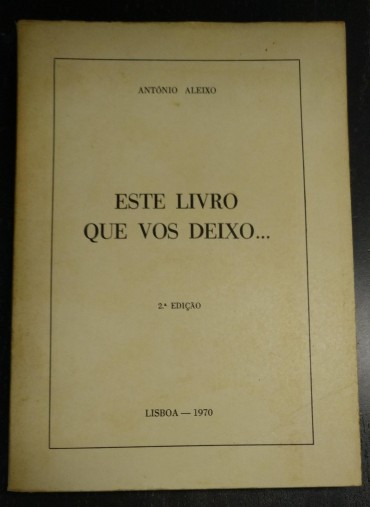 ANTÓNIO ALEIXO
ESTE LIVRO
QUE VOS DEIXO...
2.ª EDIÇÃO
LISBOA — 1970